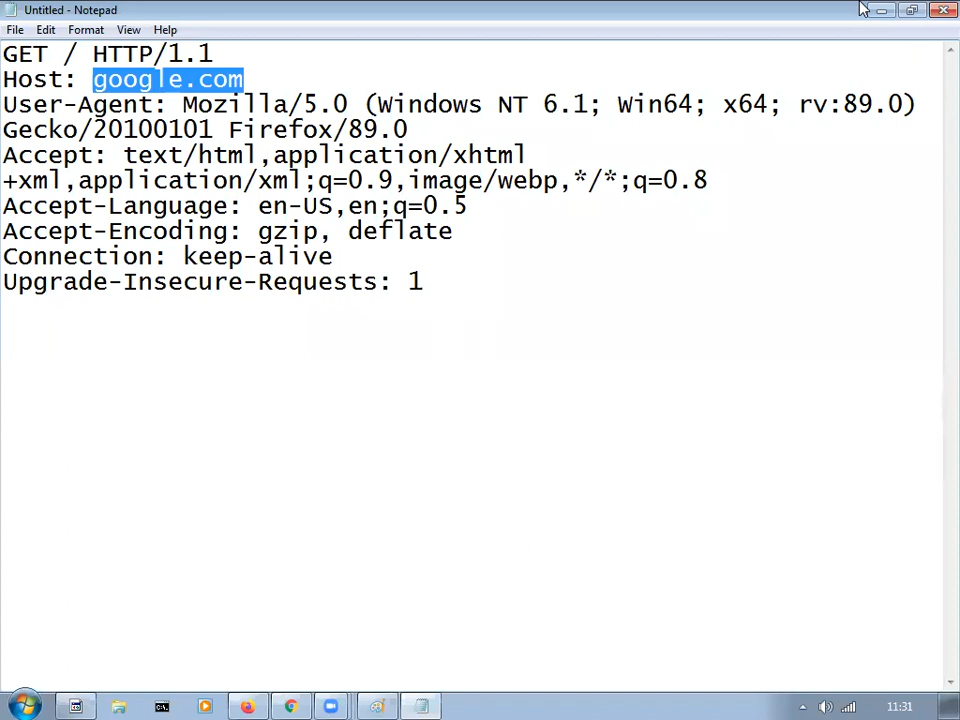 Untitled - Notepad
File Edit Format View Help
GET / HTTP/1.1
Host: google.com
User-Agent: Mozilla/5.0 (Windows NT 6.1; Win64; x64; rv:89.0)
Gecko/20100101 Firefox/89.0
Accept: text/html,application/xhtml
+xml,application/xml;q=0.9,image/webp,*/*;q=0.8
Accept-Language: en-US,en;q=0.5
Accept-Encoding: gzip, deflate
Connection: keep-alive
Upgrade-Insecure-Requests: 1
11:31